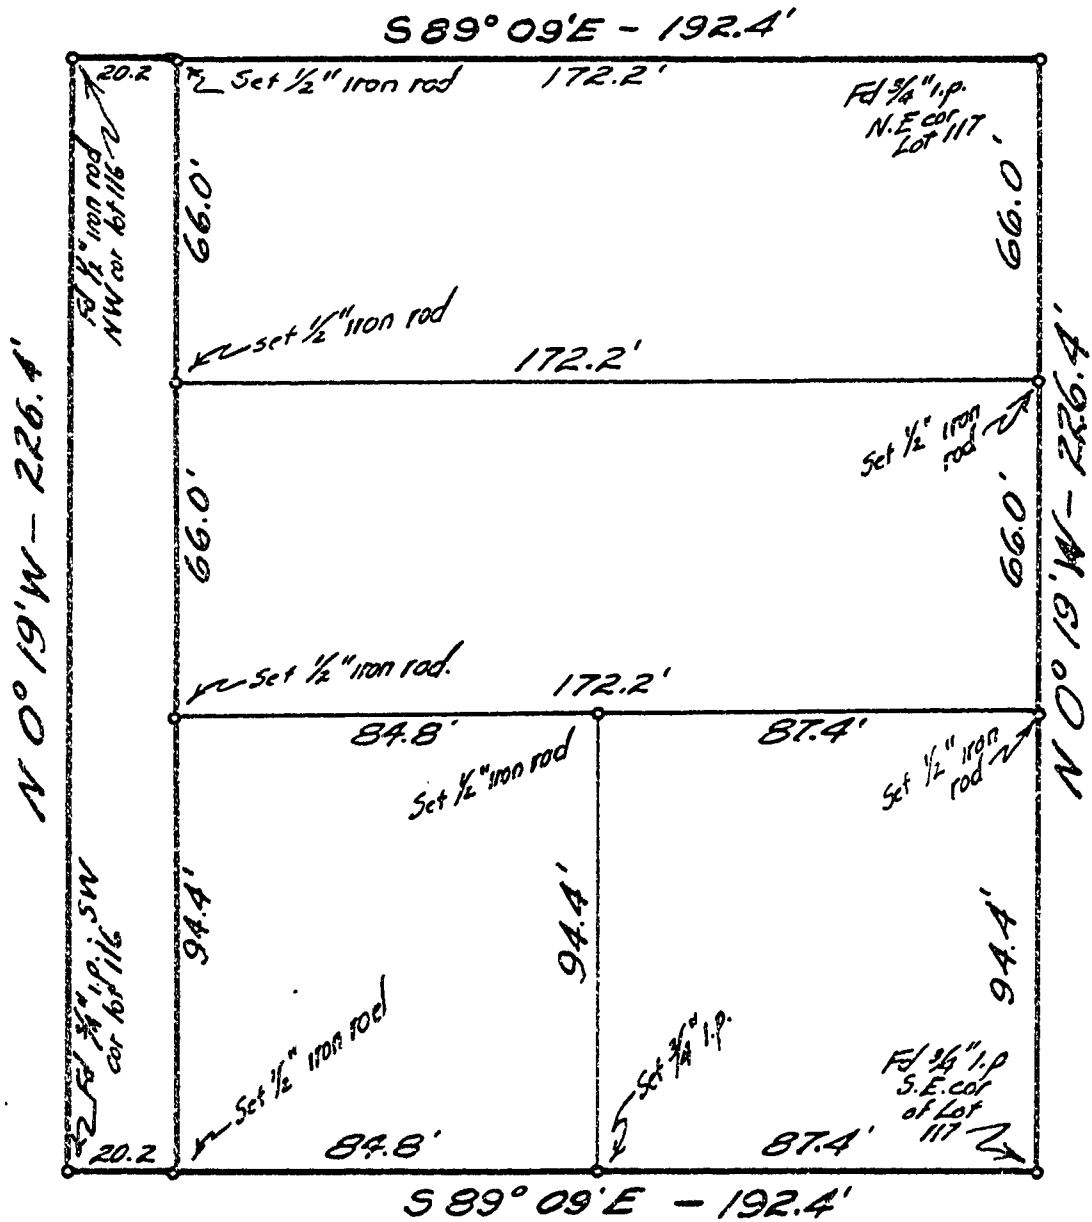 S 89° 09' E - 192.4'
20.2
Set 1/2" Iron rod
172.2'
Fd 3/4" I.p.
N.E cor
Lot 117
Fd 1/2" iron rod
NW cor lot 116
66.0'
66.0'
set 1/2" iron rod
172.2'
Set 1/2" iron
rod
N 0° 19' W - 226.4'
N 0° 19' W - 226.4'
66.0'
66.0'
Set 1/2" iron rod.
172.2'
84.8'
87.4'
Set 1/2" iron rod
Set 1/2" iron
rod
94.4'
94.4'
94.4'
Fd 3/4" I.p. SW
cor lot 116
Set 1/2" iron rod
Set 3/4" I.p.
Fd 3/4" I.p
S.E. cor
of Lot
117
20.2
84.8'
87.4'
S 89° 09' E - 192.4'